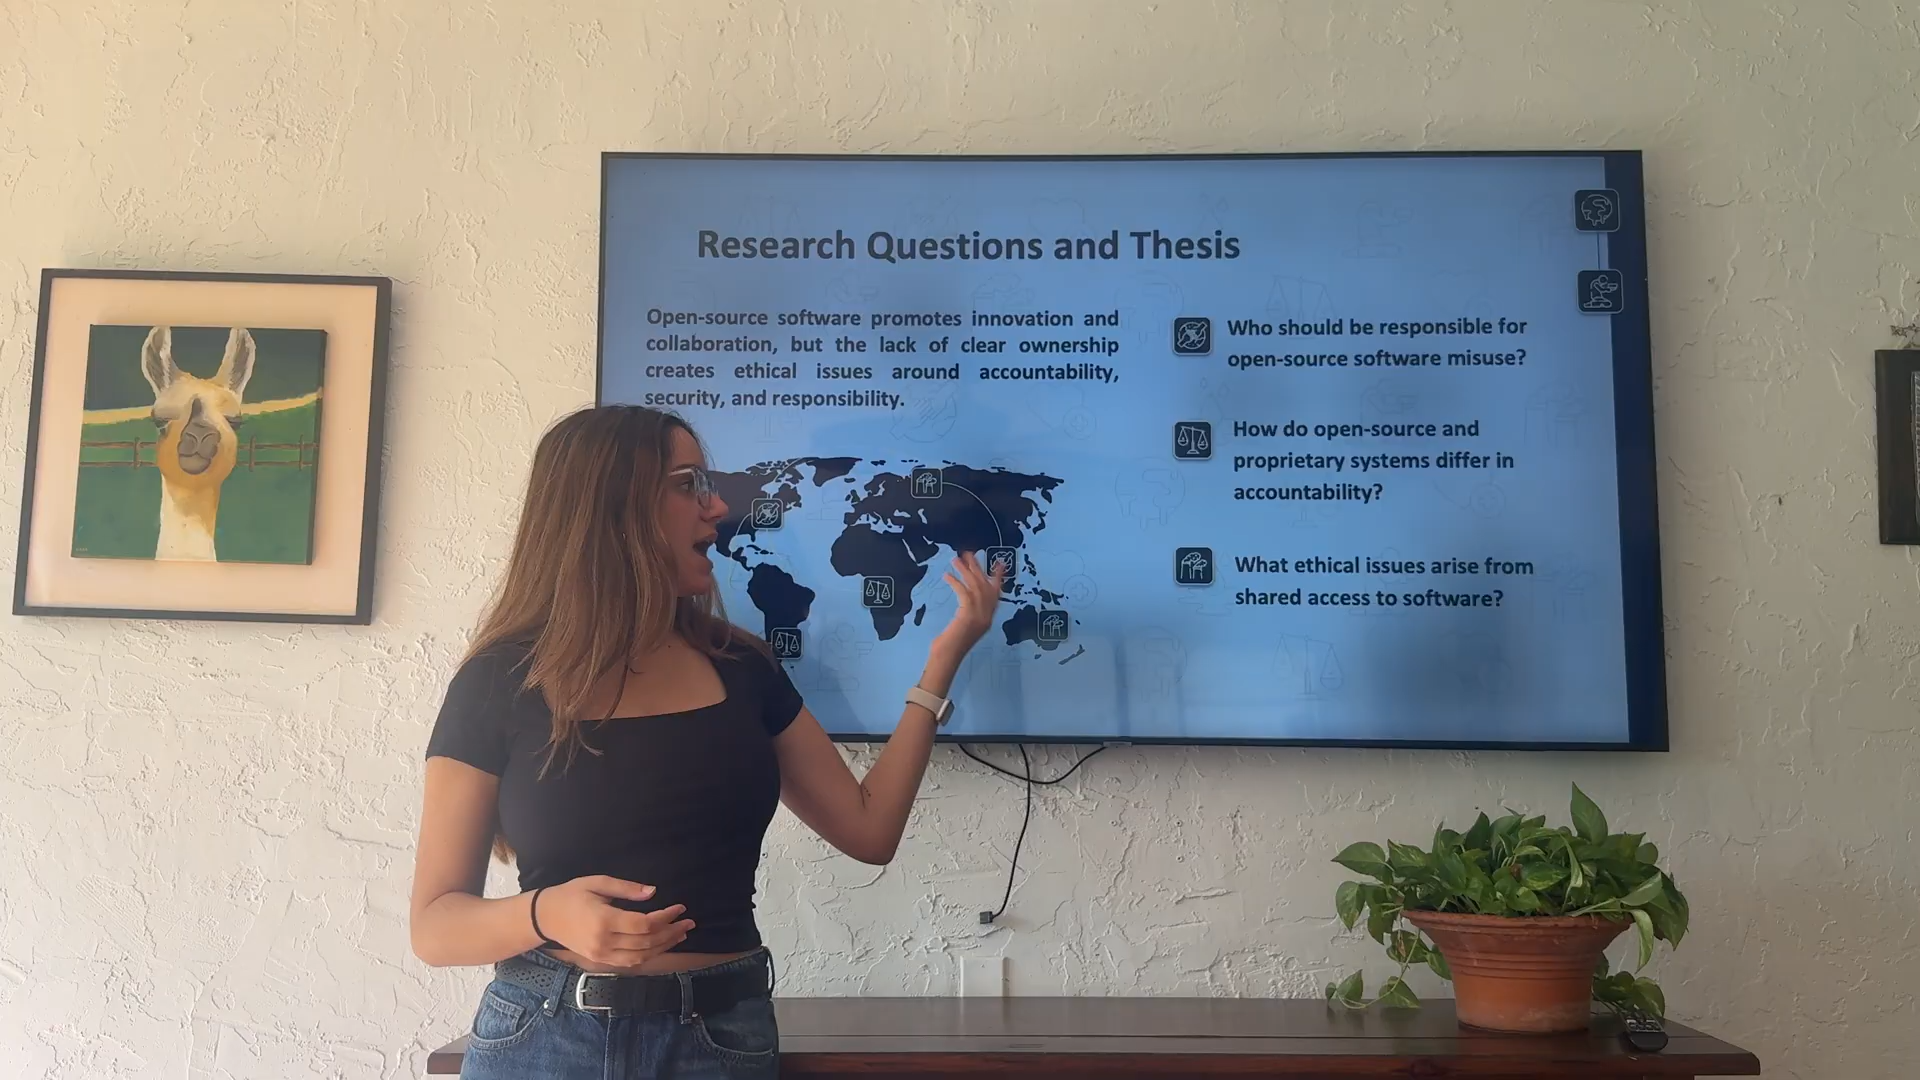 Research Questions and Thesis
Open-source software promotes innovation and
collaboration, but the lack of clear ownership
creates ethical issues around accountability,
security, and responsibility.
Who should be responsible for
open-source software misuse?
How do open-source and
proprietary systems differ in
accountability?
What ethical issues arise from
shared access to software?